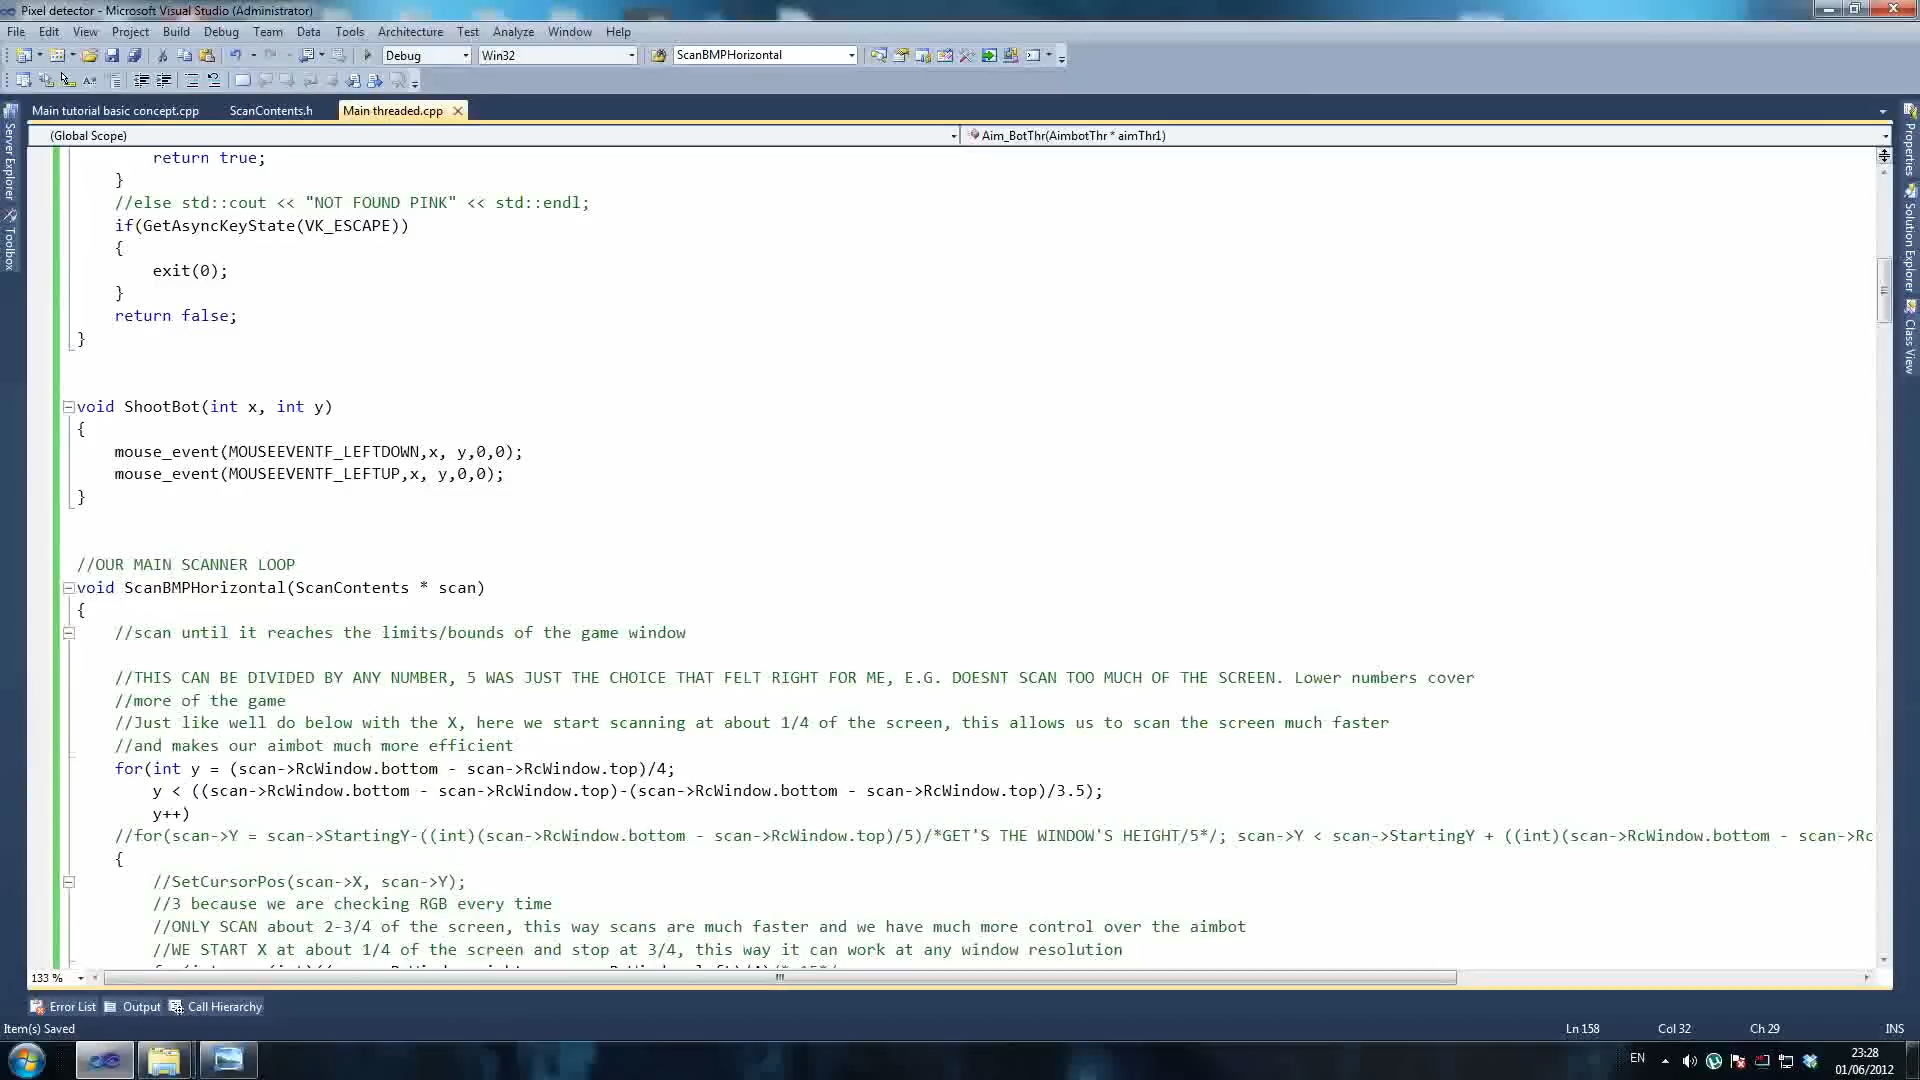 Pixel detector - Microsoft Visual Studio (Administrator)
File Edit View Project Build Debug Team Data Tools Architecture Test Analyze Window Help
Debug Win32 ScanBMPHorizontal
Main tutorial basic concept.cpp ScanContents.h Main threaded.cpp
(Global Scope) Aim_BotThr(AimbotThr * aimThr1)
Server Explorer
Toolbox
Properties
Solution Explorer
Class View
return true;
}
//else std::cout << "NOT FOUND PINK" << std::endl;
if(GetAsyncKeyState(VK_ESCAPE))
{
exit(0);
}
return false;
}
void ShootBot(int x, int y)
{
mouse_event(MOUSEEVENTF_LEFTDOWN,x, y,0,0);
mouse_event(MOUSEEVENTF_LEFTUP,x, y,0,0);
}
//OUR MAIN SCANNER LOOP
void ScanBMPHorizontal(ScanContents * scan)
{
//scan until it reaches the limits/bounds of the game window
//THIS CAN BE DIVIDED BY ANY NUMBER, 5 WAS JUST THE CHOICE THAT FELT RIGHT FOR ME, E.G. DOESNT SCAN TOO MUCH OF THE SCREEN. Lower numbers cover
//more of the game
//Just like well do below with the X, here we start scanning at about 1/4 of the screen, this allows us to scan the screen much faster
//and makes our aimbot much more efficient
for(int y = (scan->RcWindow.bottom - scan->RcWindow.top)/4;
y < ((scan->RcWindow.bottom - scan->RcWindow.top)-(scan->RcWindow.bottom - scan->RcWindow.top)/3.5);
y++)
//for(scan->Y = scan->StartingY-((int)(scan->RcWindow.bottom - scan->RcWindow.top)/5)/*GET'S THE WINDOW'S HEIGHT/5*/; scan->Y < scan->StartingY + ((int)(scan->RcWindow.bottom - scan->Rc
{
//SetCursorPos(scan->X, scan->Y);
//3 because we are checking RGB every time
//ONLY SCAN about 2-3/4 of the screen, this way scans are much faster and we have much more control over the aimbot
//WE START X at about 1/4 of the screen and stop at 3/4, this way it can work at any window resolution
133 %
Error List Output Call Hierarchy
Item(s) Saved Ln 158 Col 32 Ch 29 INS
EN 23:28
01/06/2012